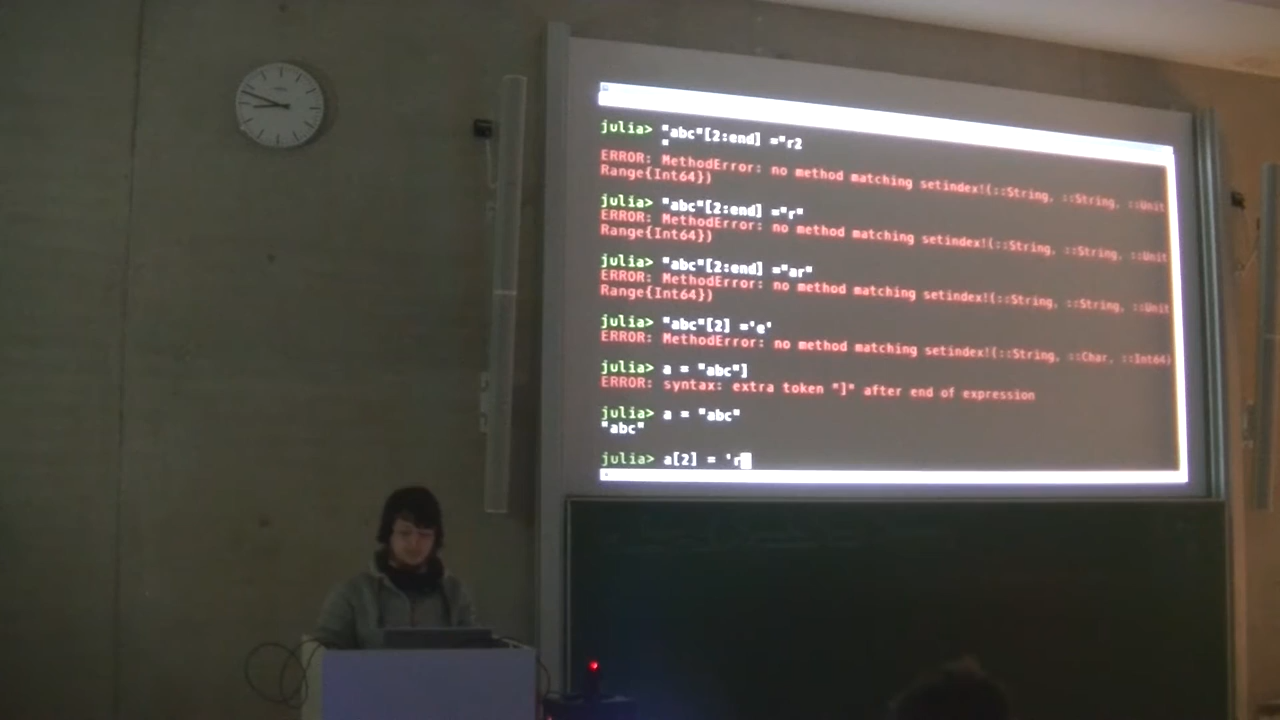 julia> "abc"[2:end] ="r2
"
ERROR: MethodError: no method matching setindex!(::String, ::String, ::Unit
Range{Int64})
julia> "abc"[2:end] ="r"
ERROR: MethodError: no method matching setindex!(::String, ::String, ::Unit
Range{Int64})
julia> "abc"[2:end] ="ar"
ERROR: MethodError: no method matching setindex!(::String, ::String, ::Unit
Range{Int64})
julia> "abc"[2] ='e'
ERROR: MethodError: no method matching setindex!(::String, ::Char, ::Int64)
julia> a = "abc"]
ERROR: syntax: extra token "]" after end of expression
julia> a = "abc"
"abc"
julia> a[2] = 'r